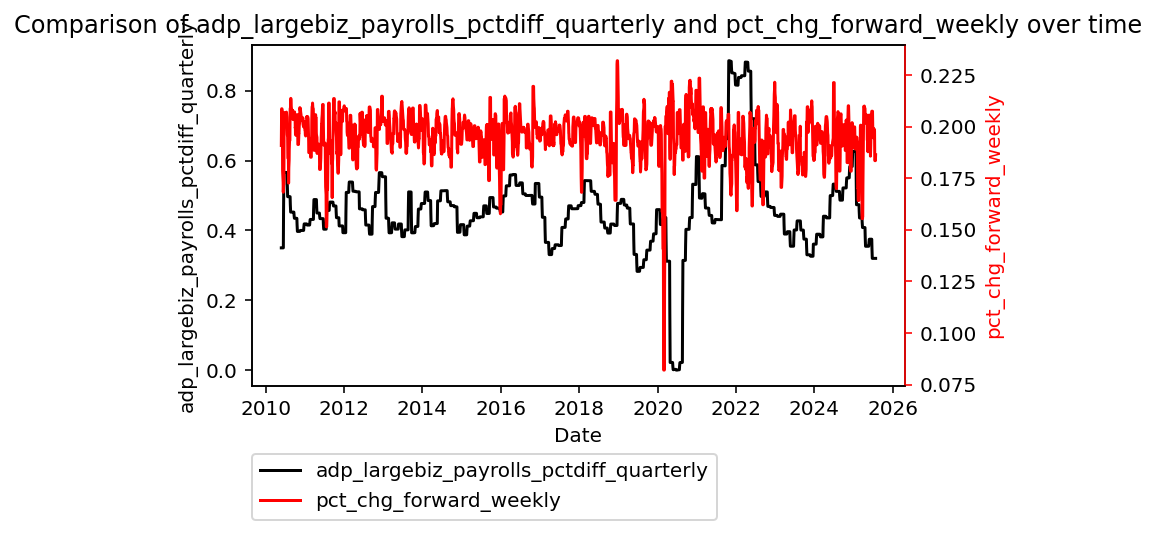 Comparison of adp_largebiz_payrolls_pctdiff_quarterly and pct_chg_forward_weekly over time
adp_largebiz_payrolls_pctdiff_quarterly
0.8
0.6
0.4
0.2
0.0
0.225
0.200
0.175
0.150
0.125
0.100
0.075
pct_chg_forward_weekly
2010 2012 2014 2016 2018 2020 2022 2024 2026
Date
adp_largebiz_payrolls_pctdiff_quarterly
pct_chg_forward_weekly